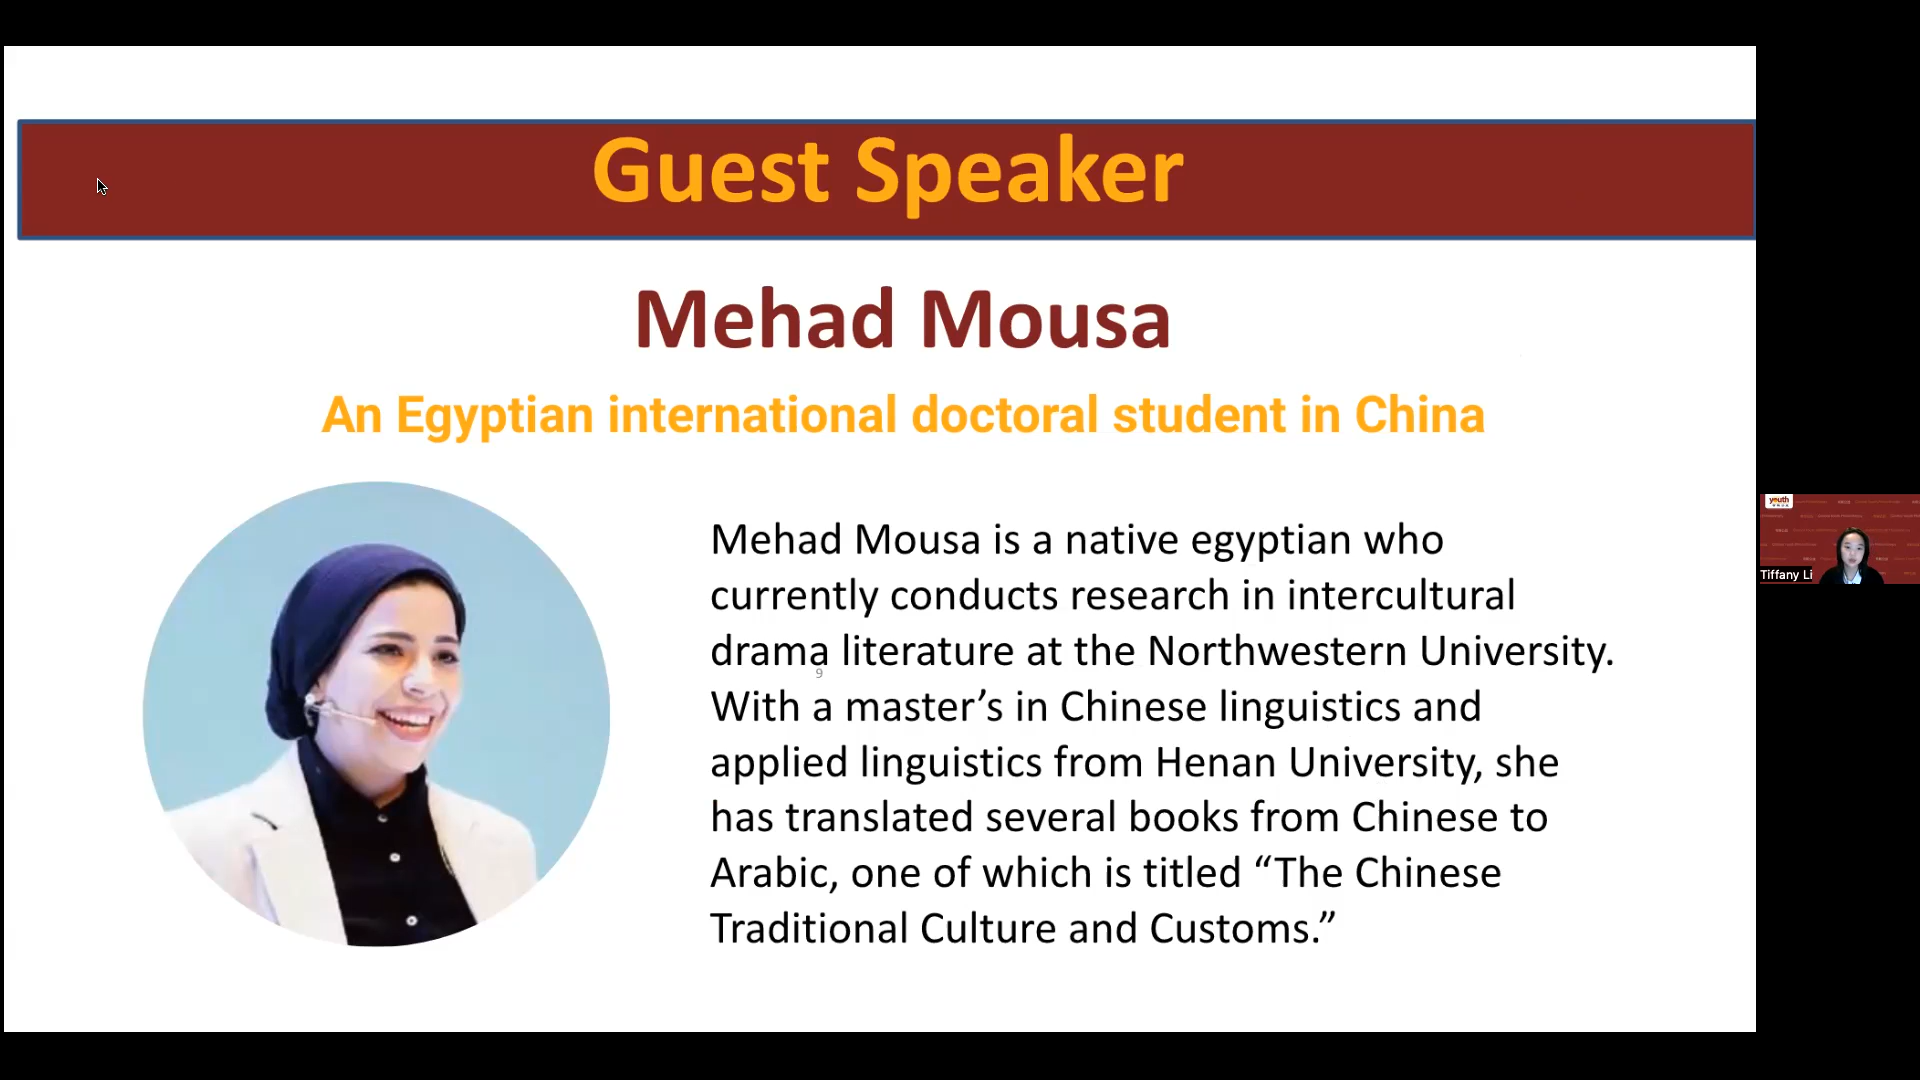 Guest Speaker
Mehad Mousa
An Egyptian international doctoral student in China
Mehad Mousa is a native egyptian who
currently conducts research in intercultural
drama literature at the Northwestern University.
9
With a master’s in Chinese linguistics and
applied linguistics from Henan University, she
has translated several books from Chinese to
Arabic, one of which is titled “The Chinese
Traditional Culture and Customs.”
youth
Tiffany Li